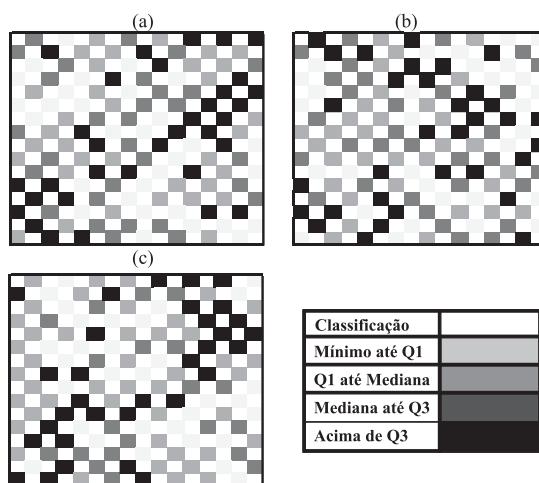 (a)
(b)
(c)
Classificação
Mínimo até Q1
Q1 até Mediana
Mediana até Q3
Acima de Q3